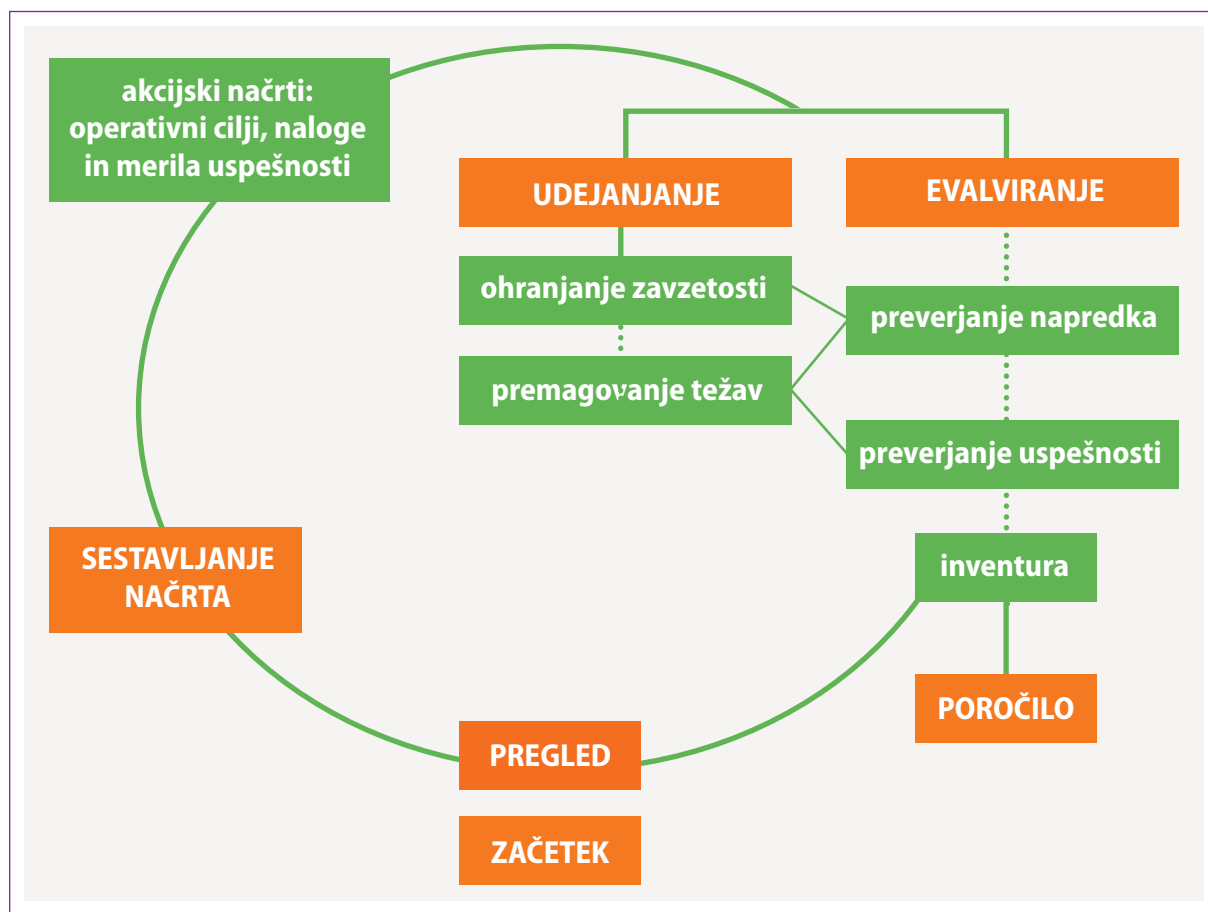 akcijski načrti:
operativni cilji, naloge
in merila uspešnosti
UDEJANJANJE
EVALVIRANJE
ohranjanje zavzetosti
preverjanje napredka
premagovanje težav
preverjanje uspešnosti
SESTAVLJANJE
NAČRTA
inventura
POROČILO
PREGLED
ZAČETEK